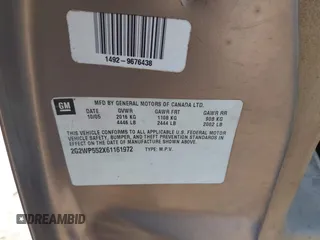 1492-9676438
GM
MFD BY GENERAL MOTORS OF CANADA LTD.
DATE GVWR GAWR FRT GAWR RR
10/05 2016 KG 1108 KG 908 KG
4446 LB 2444 LB 2002 LB
THIS VEHICLE CONFORMS TO ALL APPLICABLE U.S. FEDERAL
MOTOR VEHICLE SAFETY, BUMPER, AND THEFT PREVENTION
STANDARDS IN EFFECT ON THE DATE OF MANUFACTURE SHOWN ABOVE.
2G2WP552X61161972 TYPE:
DREAMBID